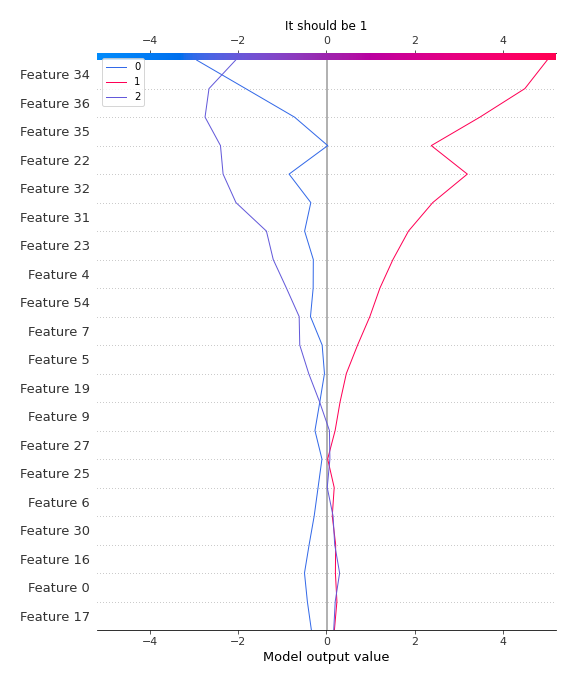 It should be 1
−4 −2 0 2 4
0
1
2
Feature 34
Feature 36
Feature 35
Feature 22
Feature 32
Feature 31
Feature 23
Feature 4
Feature 54
Feature 7
Feature 5
Feature 19
Feature 9
Feature 27
Feature 25
Feature 6
Feature 30
Feature 16
Feature 0
Feature 17
−4 −2 0 2 4
Model output value